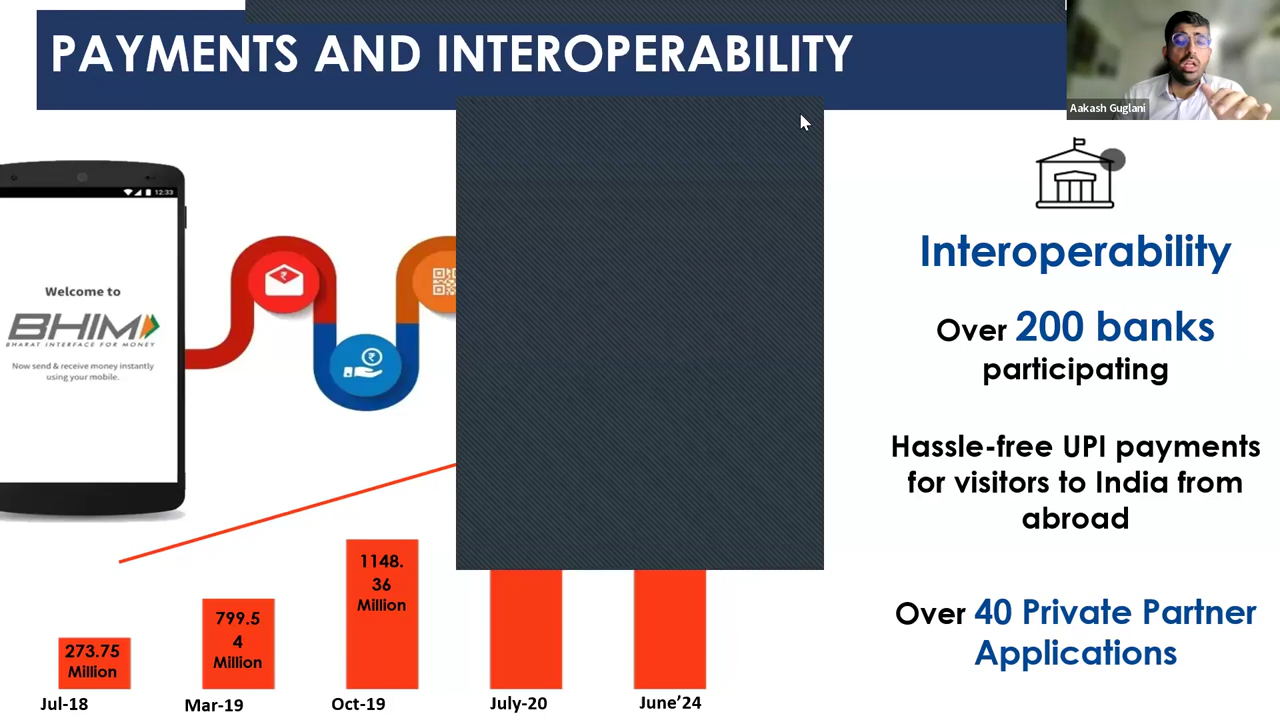 PAYMENTS AND INTEROPERABILITY
Aakash Guglani
12:33
Welcome to
BHIM
BHARAT INTERFACE FOR MONEY
Now send & receive money instantly
using your mobile.
Interoperability
Over 200 banks
participating
Hassle-free UPI payments
for visitors to India from
abroad
Over 40 Private Partner
Applications
273.75
Million
799.5
4
Million
1148.
36
Million
Jul-18
Mar-19
Oct-19
July-20
June’24